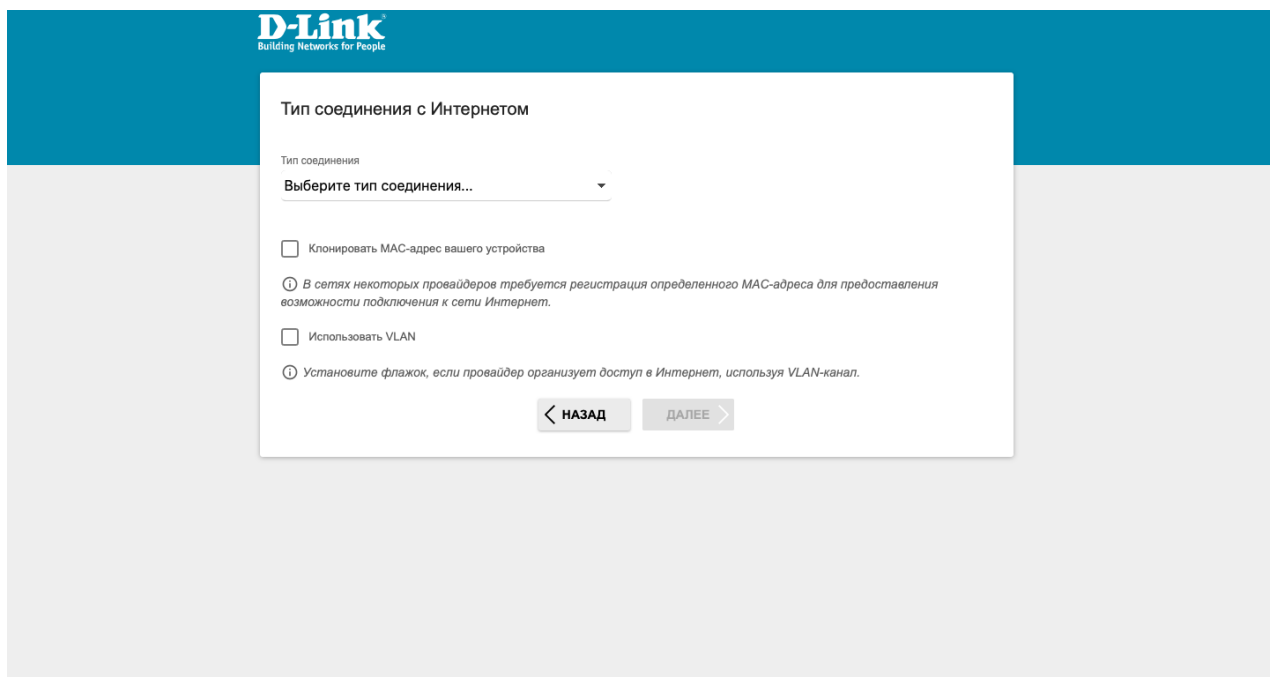 D-Link
Building Networks for People
Тип соединения с Интернетом
Тип соединения
Выберите тип соединения...
Клонировать MAC-адрес вашего устройства
В сетях некоторых провайдеров требуется регистрация определенного MAC-адреса для предоставления
возможности подключения к сети Интернет.
Использовать VLAN
Установите флажок, если провайдер организует доступ в Интернет, используя VLAN-канал.
НАЗАД ДАЛЕЕ